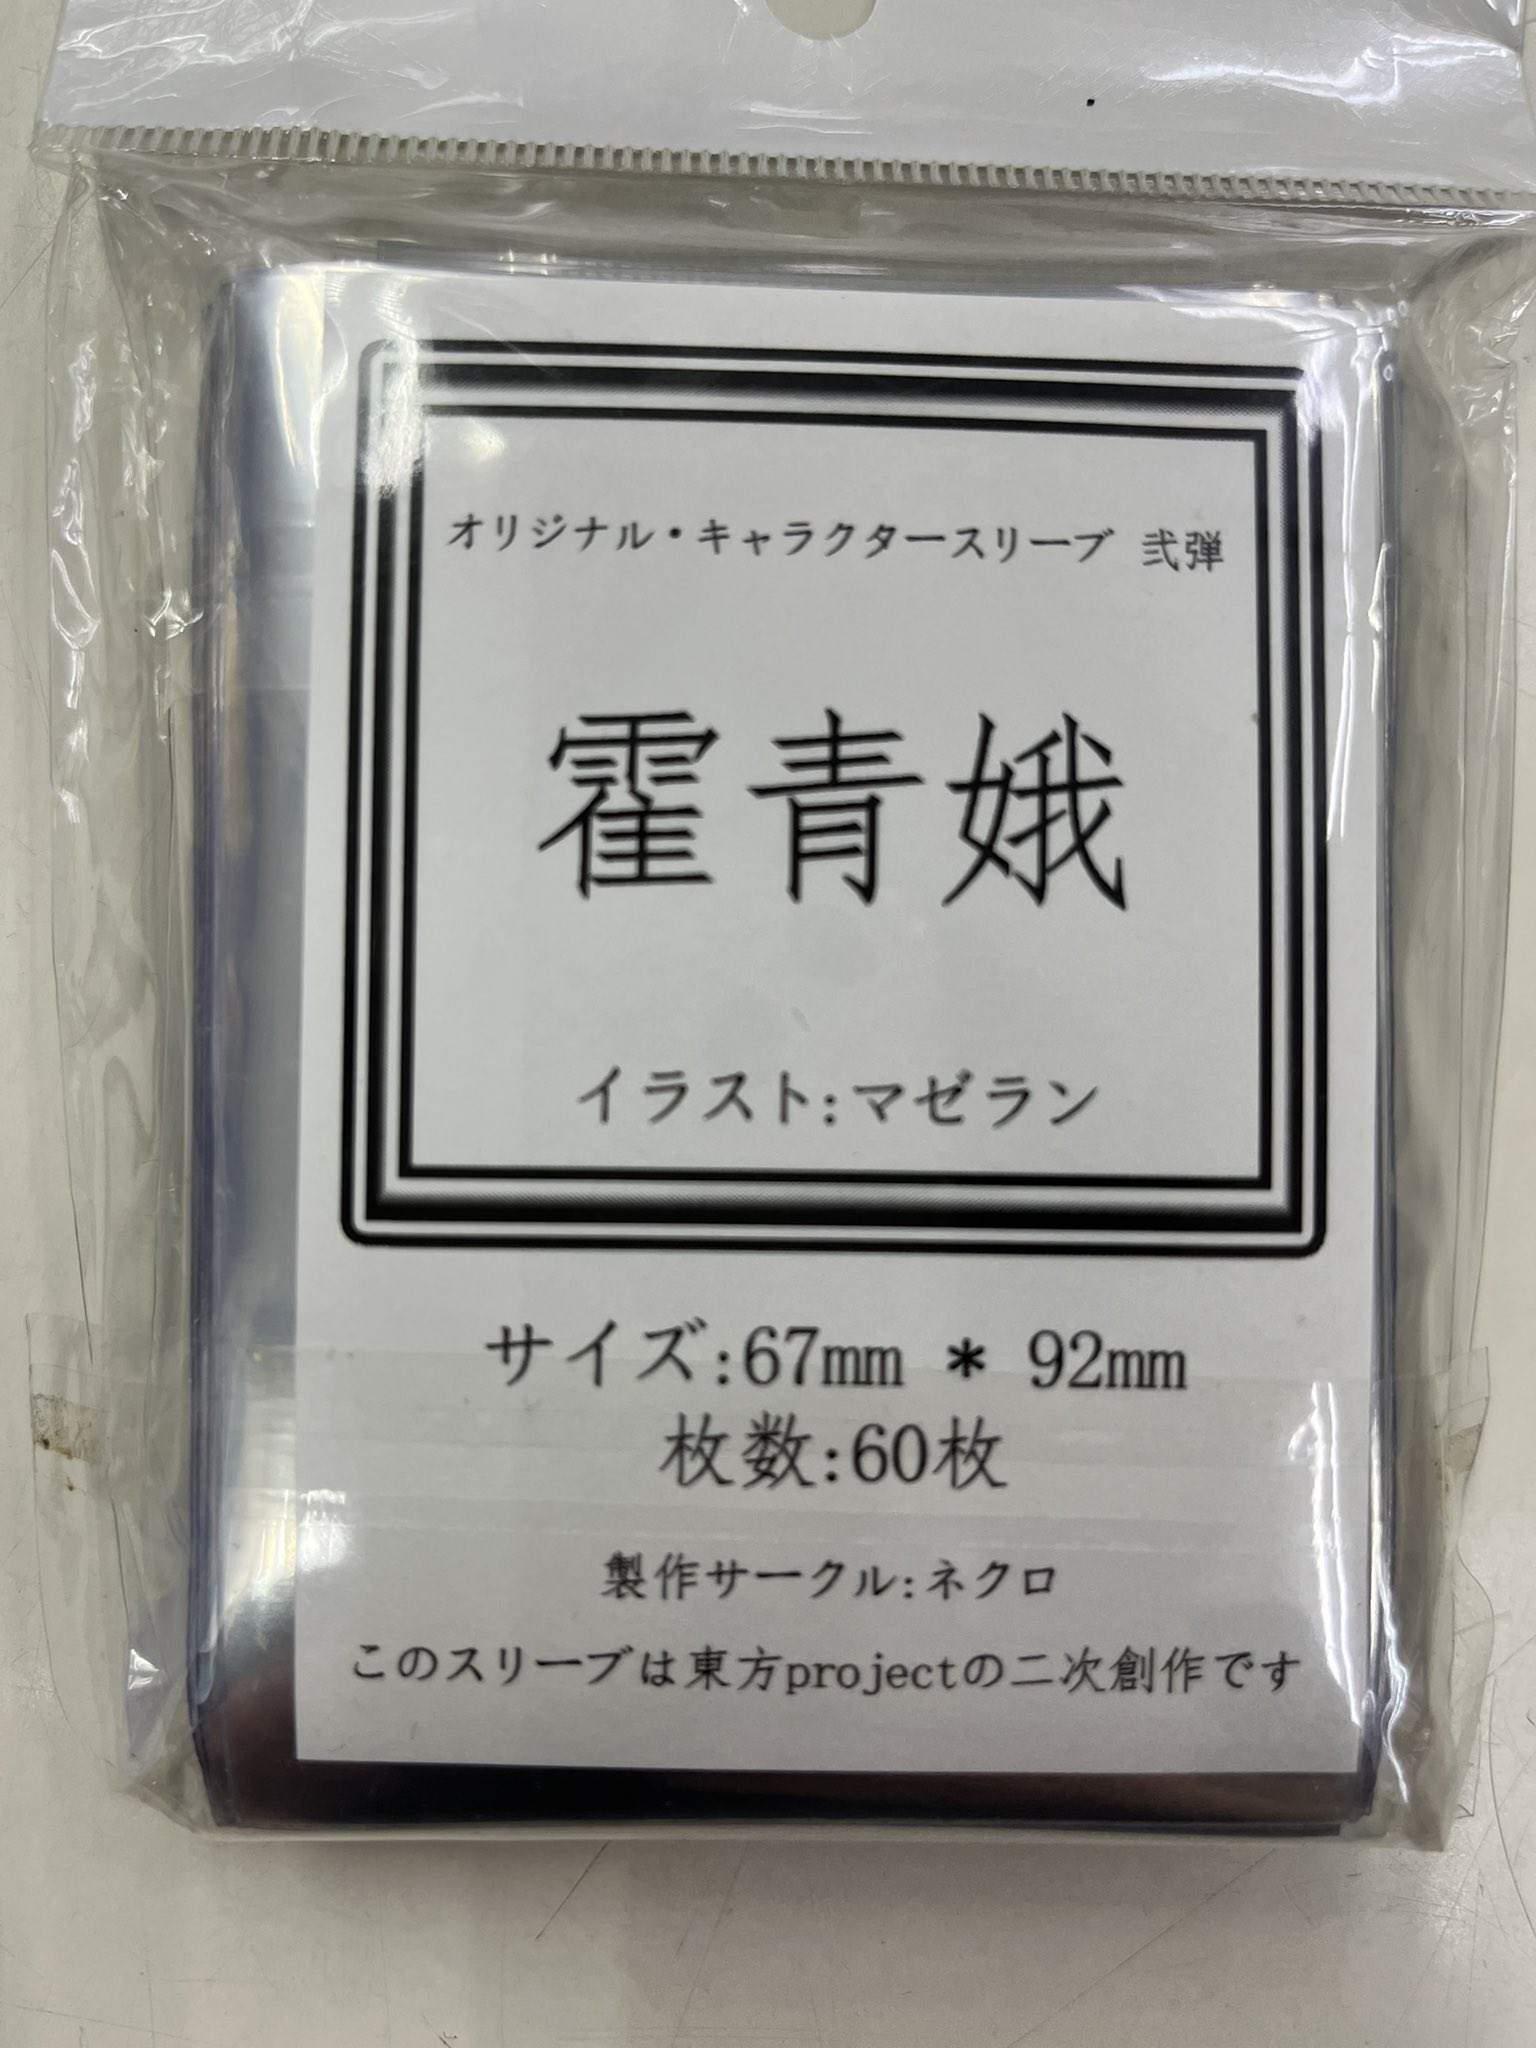 オリジナル・キャラクタースリーブ 弐弾
霍青娥
イラスト:マゼラン
サイズ:67mm * 92mm
枚数:60枚
製作サークル:ネクロ
このスリーブは東方projectの二次創作です